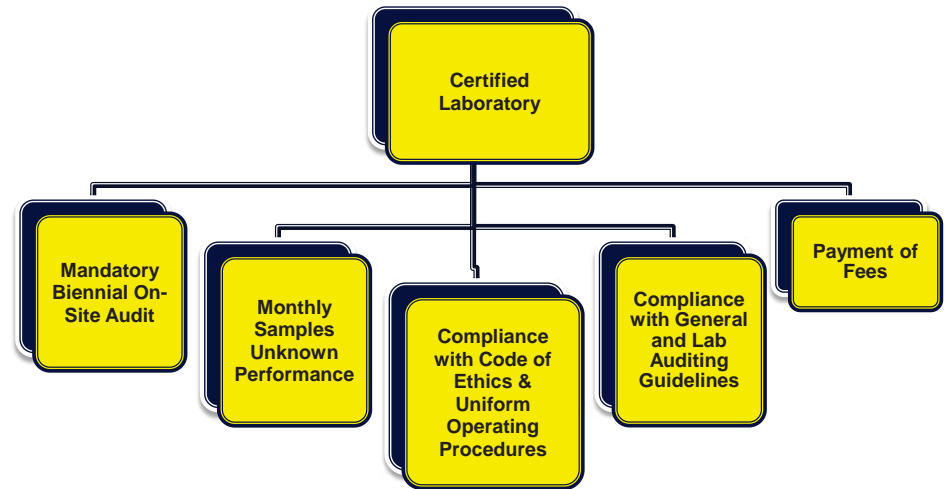 Certified
Laboratory
Mandatory
Biennial On-
Site Audit
Monthly
Samples
Unknown
Performance
Compliance
with Code of
Ethics &
Uniform
Operating
Procedures
Compliance
with General
and Lab
Auditing
Guidelines
Payment of
Fees